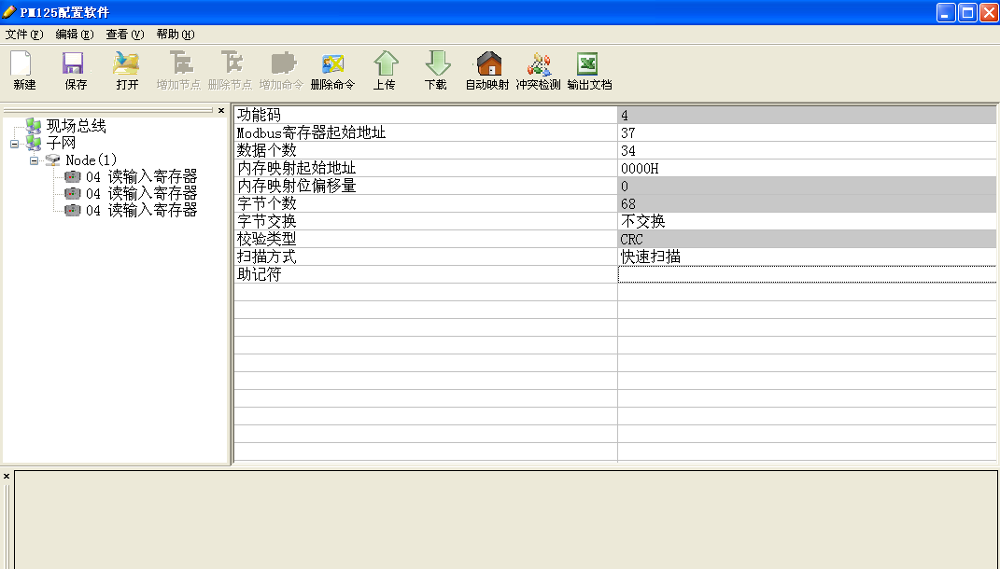 PM125配置软件
文件(F) 编辑(E) 查看(V) 帮助(H)
新建 保存 打开 增加节点 删除节点 增加命令 删除命令 上传 下载 自动映射 冲突检测 输出文档
现场总线
子网
Node(1)
04 读输入寄存器
04 读输入寄存器
04 读输入寄存器
功能码 4
Modbus寄存器起始地址 37
数据个数 34
内存映射起始地址 0000H
内存映射位偏移量 0
字节个数 68
字节交换 不交换
校验类型 CRC
扫描方式 快速扫描
助记符